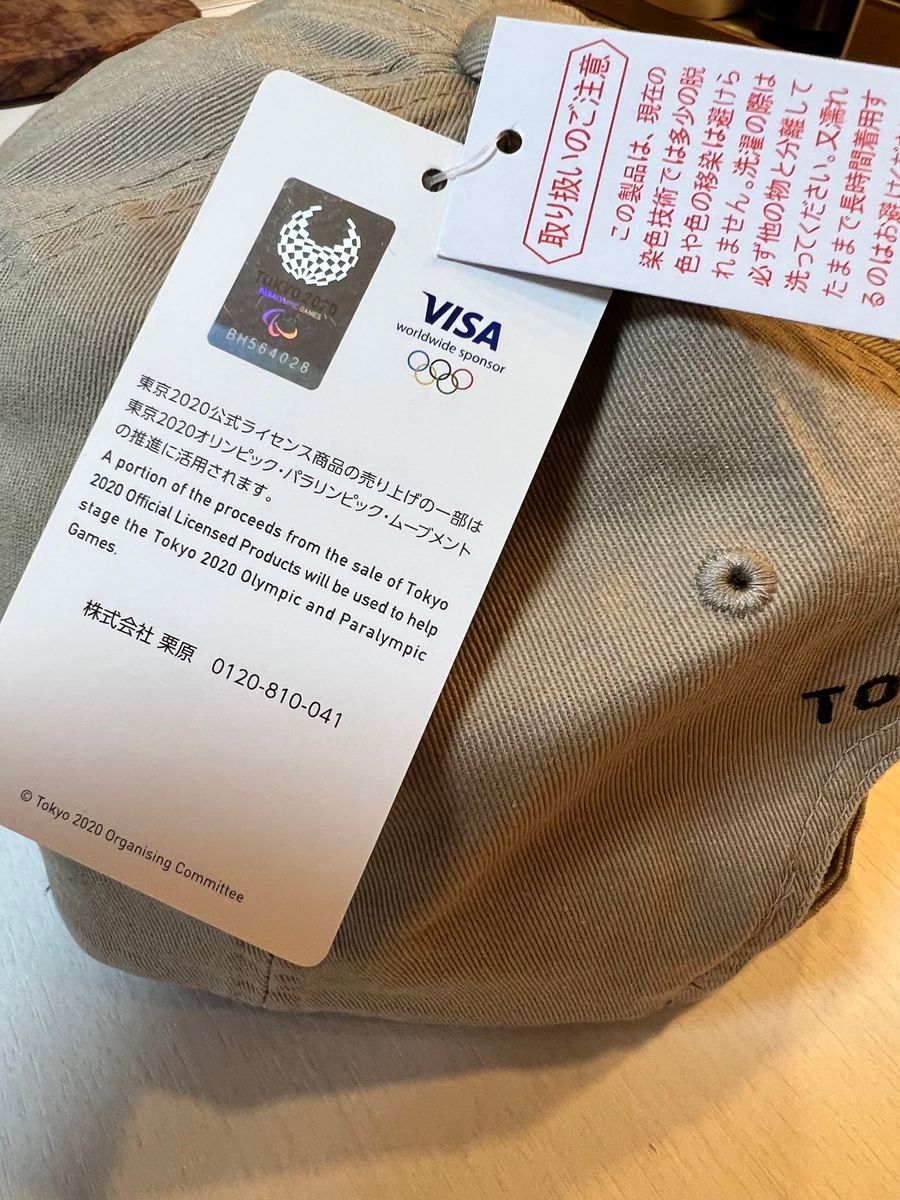 TOKYO 2020
PARALYMPIC GAMES
BH564028
VISA
worldwide sponsor
東京2020公式ライセンス商品の売り上げの一部は
東京2020オリンピック・パラリンピック・ムーブメント
の推進に活用されます。
A portion of the proceeds from the sale of Tokyo
2020 Official Licensed Products will be used to help
stage the Tokyo 2020 Olympic and Paralympic
Games.
株式会社 栗原 0120-810-041
© Tokyo 2020 Organising Committee
取り扱いのご注意
この製品は、現在の
染色技術では多少の脱
色や色の移染は避けら
れません。洗濯の際は
必ず他の物と分離して
洗ってください。又濡れ
たままで長時間着用す
るのはお避けくだ
TO